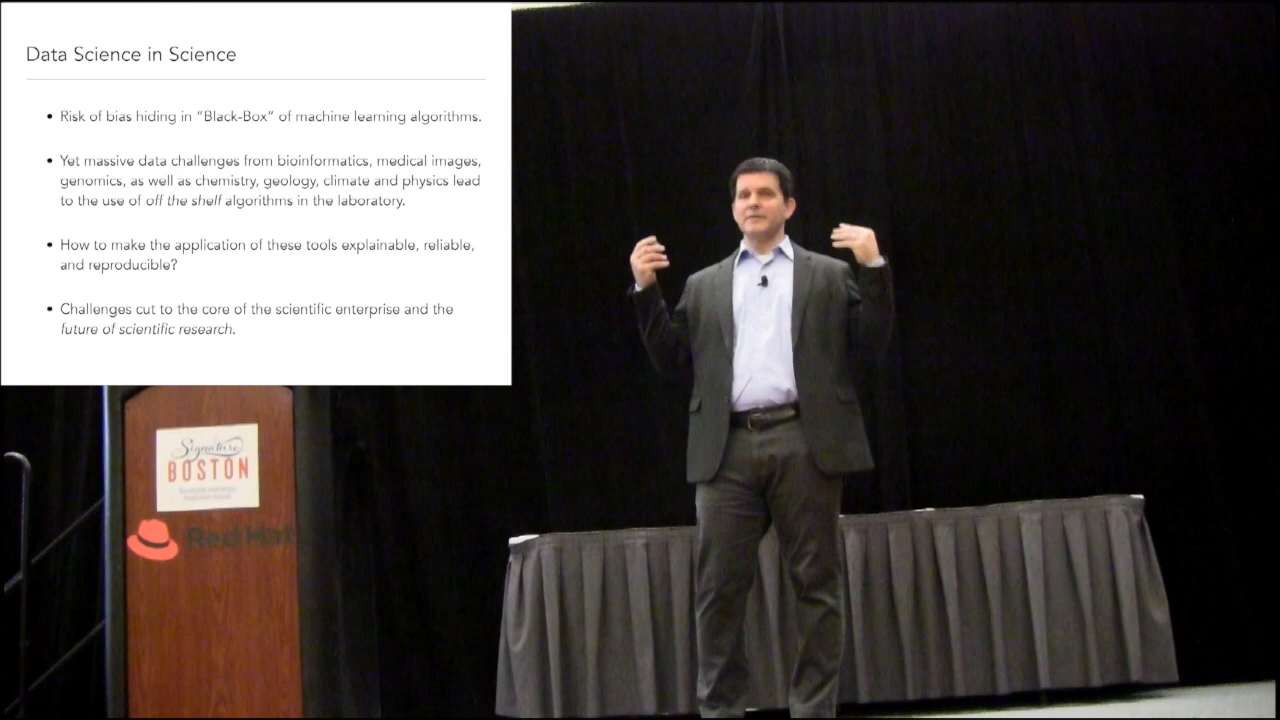 Data Science in Science
• Risk of bias hiding in “Black-Box” of machine learning algorithms.
• Yet massive data challenges from bioinformatics, medical images,
genomics, as well as chemistry, geology, climate and physics lead
to the use of off the shelf algorithms in the laboratory.
• How to make the application of these tools explainable, reliable,
and reproducible?
• Challenges cut to the core of the scientific enterprise and the
future of scientific research.
Signature
BOSTON
Red Hat